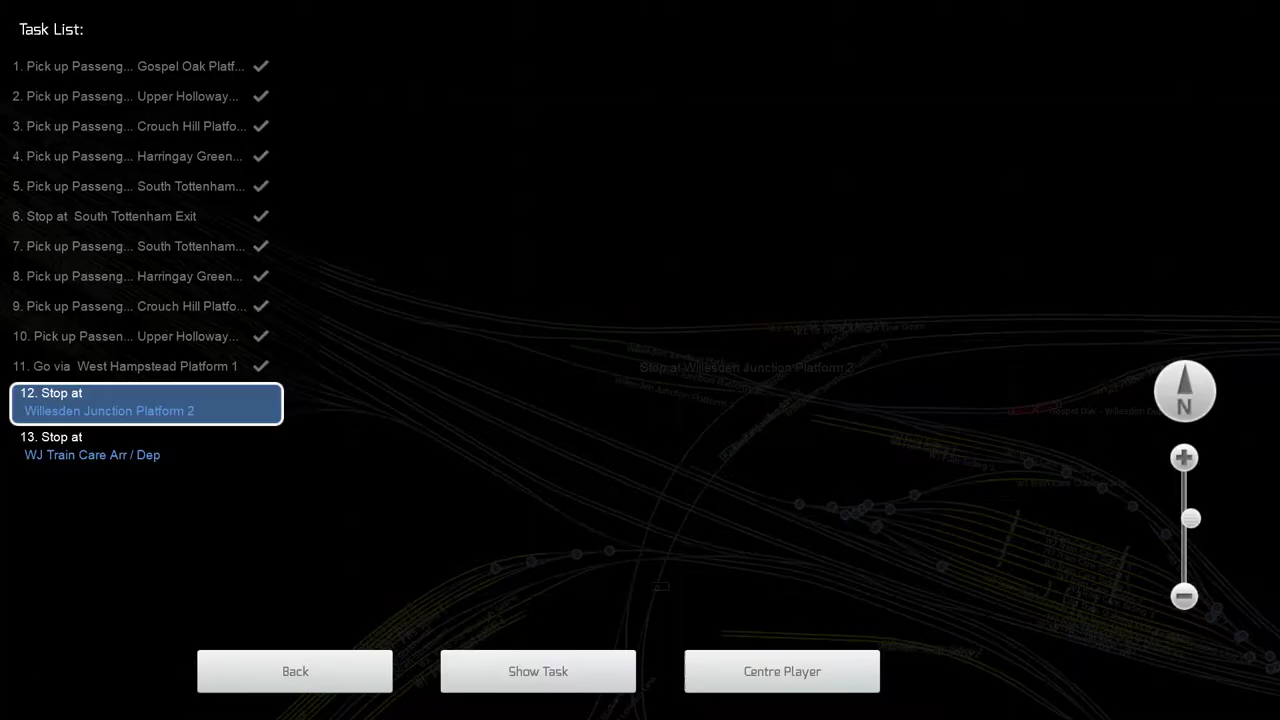 Task List:
1. Pick up Passeng... Gospel Oak Platf...
2. Pick up Passeng... Upper Holloway...
3. Pick up Passeng... Crouch Hill Platfo...
4. Pick up Passeng... Harringay Green...
5. Pick up Passeng... South Tottenham...
6. Stop at South Tottenham Exit
7. Pick up Passeng... South Tottenham...
8. Pick up Passeng... Harringay Green...
9. Pick up Passeng... Crouch Hill Platfo...
10. Pick up Passen... Upper Holloway...
11. Go via West Hampstead Platform 1
12. Stop at
Willesden Junction Platform 2
13. Stop at
WJ Train Care Arr / Dep
Stop at Willesden Junction Platform 2
N
Back
Show Task
Centre Player